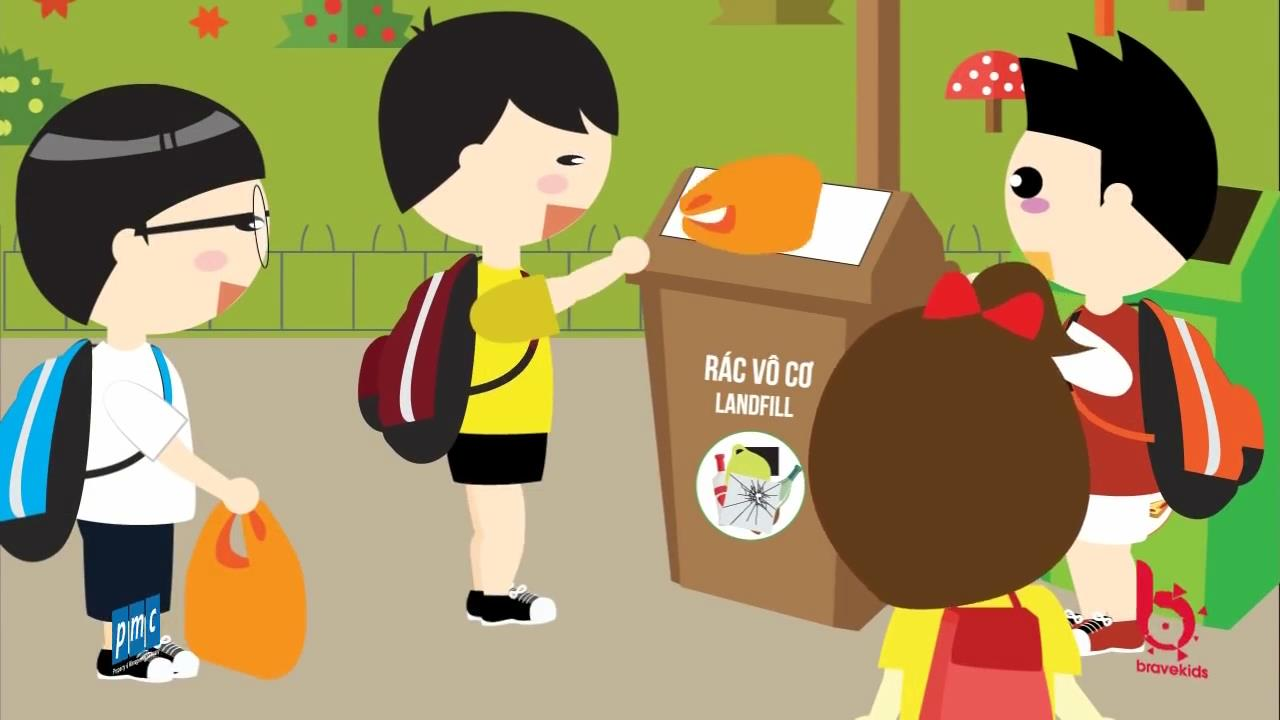 RÁC VÔ CƠ
LANDFILL
pmc
bravekids